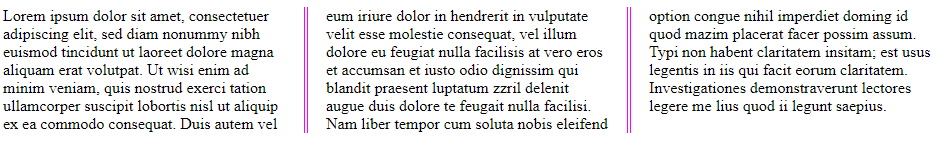 Lorem ipsum dolor sit amet, consectetuer
adipiscing elit, sed diam nonummy nibh
euismod tincidunt ut laoreet dolore magna
aliquam erat volutpat. Ut wisi enim ad
minim veniam, quis nostrud exerci tation
ullamcorper suscipit lobortis nisl ut aliquip
ex ea commodo consequat. Duis autem vel
eum iriure dolor in hendrerit in vulputate
velit esse molestie consequat, vel illum
dolore eu feugiat nulla facilisis at vero eros
et accumsan et iusto odio dignissim qui
blandit praesent luptatum zzril delenit
augue duis dolore te feugait nulla facilisi.
Nam liber tempor cum soluta nobis eleifend
option congue nihil imperdiet doming id
quod mazim placerat facer possim assum.
Typi non habent claritatem insitam; est usus
legentis in iis qui facit eorum claritatem.
Investigationes demonstraverunt lectores
legere me lius quod ii legunt saepius.